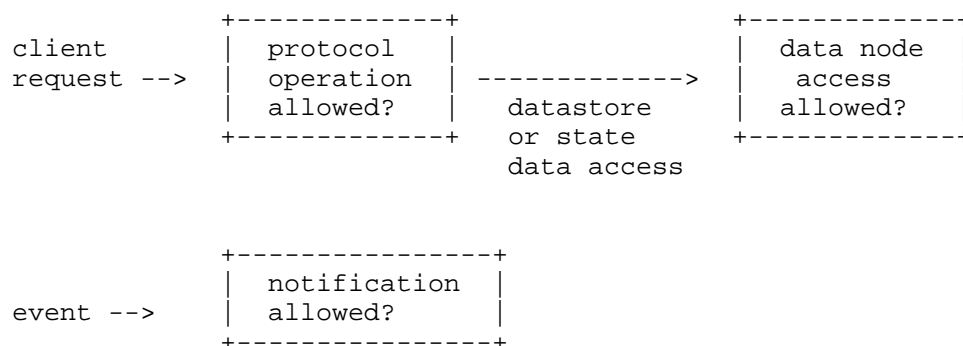 +-------------+                 +-------------
client       |  protocol   |                 |  data node
request -->  |  operation  | ------------->  |   access
             |  allowed?   |   datastore     |  allowed?
             +-------------+   or state      +-------------
                               data access
             +----------------+
             |  notification  |
event -->    |  allowed?      |
             +----------------+